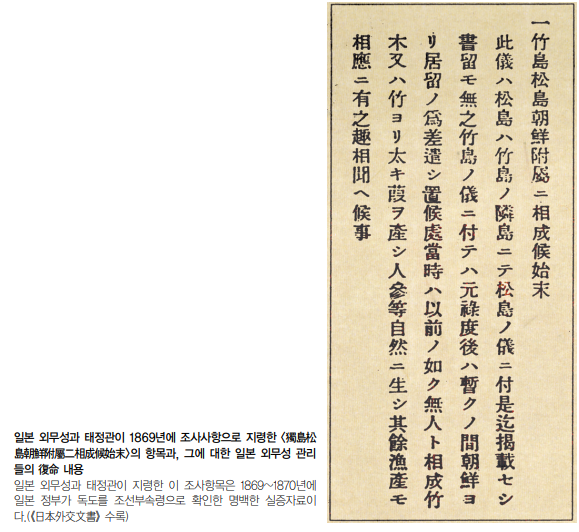 一竹島松島朝鮮附屬ニ相成候始末
此儀ハ松島ハ竹島ノ隣島ニテ松島ノ儀ニ付是迄掲載セシ
書留モ無之竹島ノ儀ニ付テハ元祿度後ハ暫クノ間朝鮮ヨ
リ居留ノ爲差遣シ置候處當時ハ以前ノ如ク無人ト相成竹
木又ハ竹ヨリ太キ葭ヲ產シ人參等自然ニ生シ其餘漁產モ
相應ニ有之趣相聞ヘ候事
일본 외무성과 태정관이 1869년에 조사사항으로 지령한 〈獨島松
島朝鮮附屬二相成候始末〉의 항목과, 그에 대한 일본 외무성 관리
들의 復命 내용
일본 외무성과 태정관이 지령한 이 조사항목은 1869~1870년에
일본 정부가 독도를 조선부속령으로 확인한 명백한 실증자료이
다.(《日本外交文書》 수록)